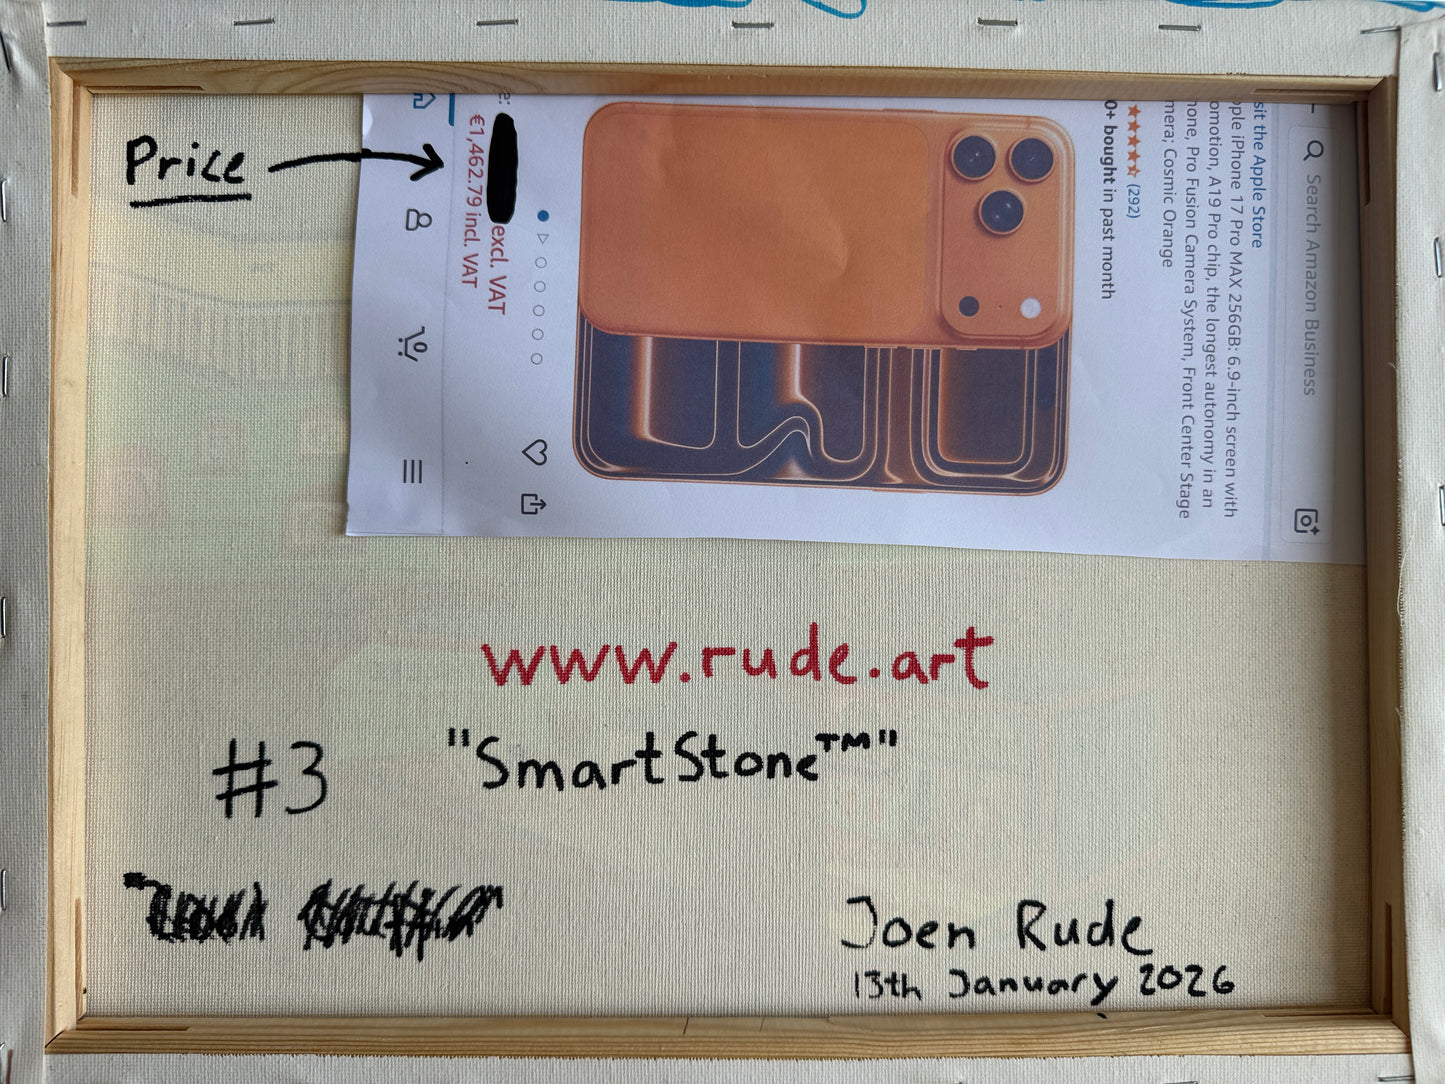 Price
Search Amazon Business
sit the Apple Store
ple iPhone 17 Pro MAX 256GB: 6.9-inch screen with
omotion, A19 Pro chip, the longest autonomy in an
hone, Pro Fusion Camera System, Front Center Stage
mera; Cosmic Orange
(292)
0+ bought in past month
e: excl. VAT
€1,462.79 incl. VAT
0
www.rude.art
#3 "SmartStone™"
Joen Rude
13th January 2026